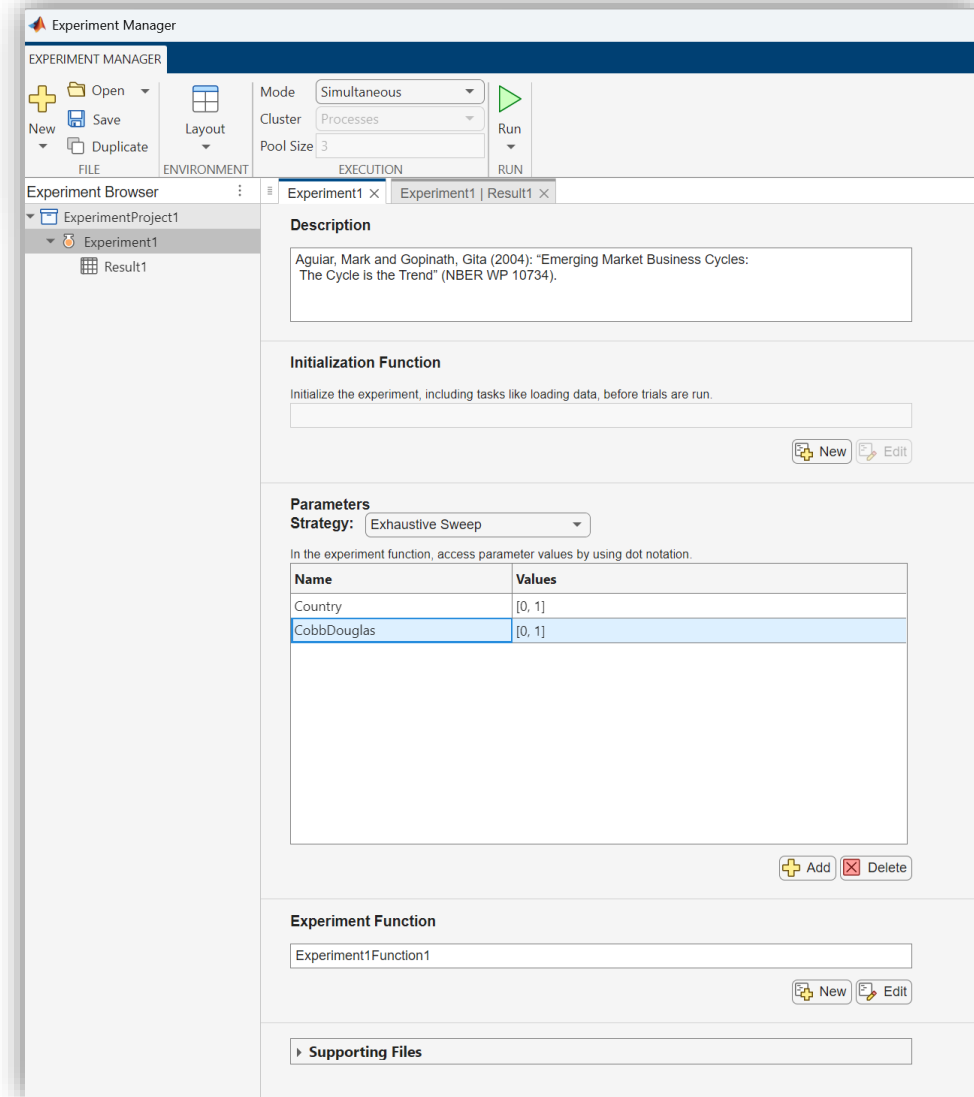 Experiment Manager
EXPERIMENT MANAGER
New
Open
Save
Duplicate
FILE
Layout
ENVIRONMENT
Mode Simultaneous
Cluster Processes
Pool Size 3
EXECUTION
Run
RUN
Experiment Browser
ExperimentProject1
Experiment1
Result1
Experiment1
Experiment1 | Result1
Description
Aguiar, Mark and Gopinath, Gita (2004): “Emerging Market Business Cycles:
The Cycle is the Trend” (NBER WP 10734).
Initialization Function
Initialize the experiment, including tasks like loading data, before trials are run.
New Edit
Parameters
Strategy: Exhaustive Sweep
In the experiment function, access parameter values by using dot notation.
Name Values
Country [0, 1]
CobbDouglas [0, 1]
Add Delete
Experiment Function
Experiment1Function1
New Edit
Supporting Files